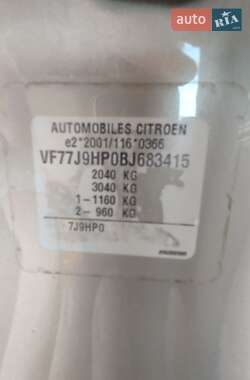 auto
RIA
AUTOMOBILES CITROEN
e2*2001/116*0366
VF77J9HP0BJ683415
2040 KG
3040 KG
1-1160 KG
2-960 KG
7J9HP0